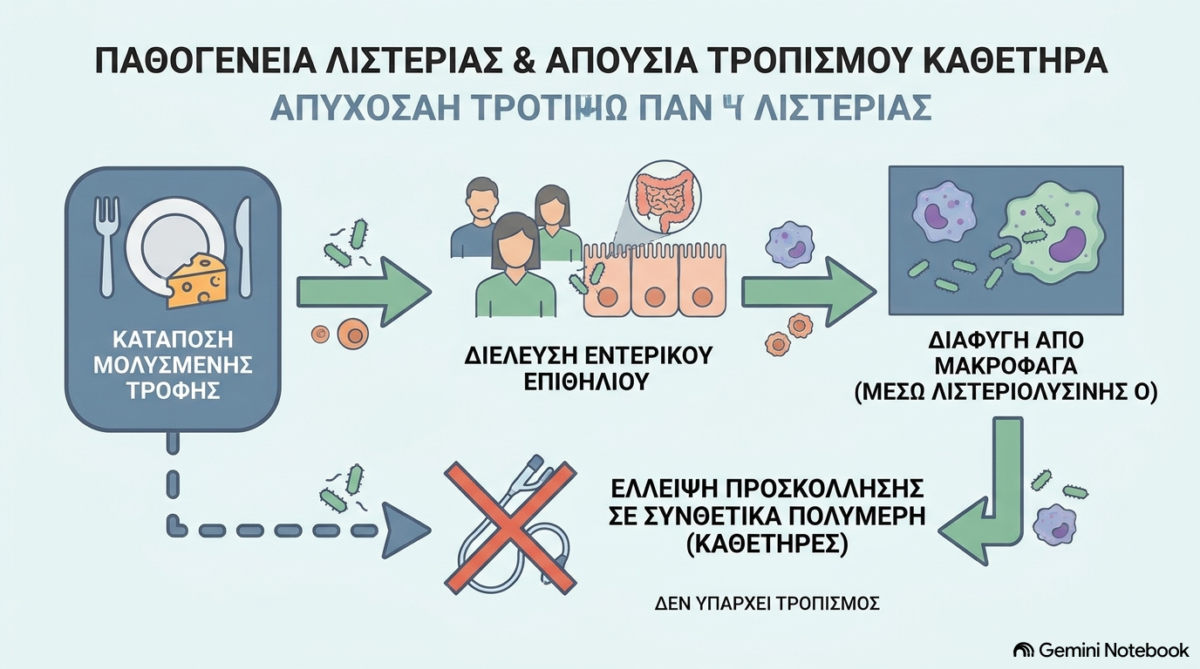 ΠΑΘΟΓΕΝΕΙΑ ΛΙΣΤΕΡΙΑΣ & ΑΠΟΥΣΙΑ ΤΡΟΠΙΣΜΟΥ ΚΑΘΕΤΗΡΑ
ΑΠΥΧΟΣΑΗ ΠΑΝ ΛΙΣΤΕΡΙΑΣ
ΚΑΤΑΠΟΣΗ
ΜΟΛΥΣΜΕΝΗΣ
ΤΡΟΦΗΣ
ΔΙΕΛΕΥΣΗ ΕΝΤΕΡΙΚΟΥ
ΕΠΙΘΗΛΙΟΥ
ΔΙΑΦΥΓΗ ΑΠΟ
ΜΑΚΡΟΦΑΓΑ
(ΜΕΣΩ ΛΙΣΤΕΡΙΟΛΥΣΙΝΗΣ Ο)
ΕΛΛΕΙΨΗ ΠΡΟΣΚΟΛΛΗΣΗΣ
ΣΕ ΣΥΝΘΕΤΙΚΑ ΠΟΛΥΜΕΡΗ
(ΚΑΘΕΤΗΡΕΣ)
ΔΕΝ ΥΠΑΡΧΕΙ ΤΡΟΠΙΣΜΟΣ
Gemini Notebook